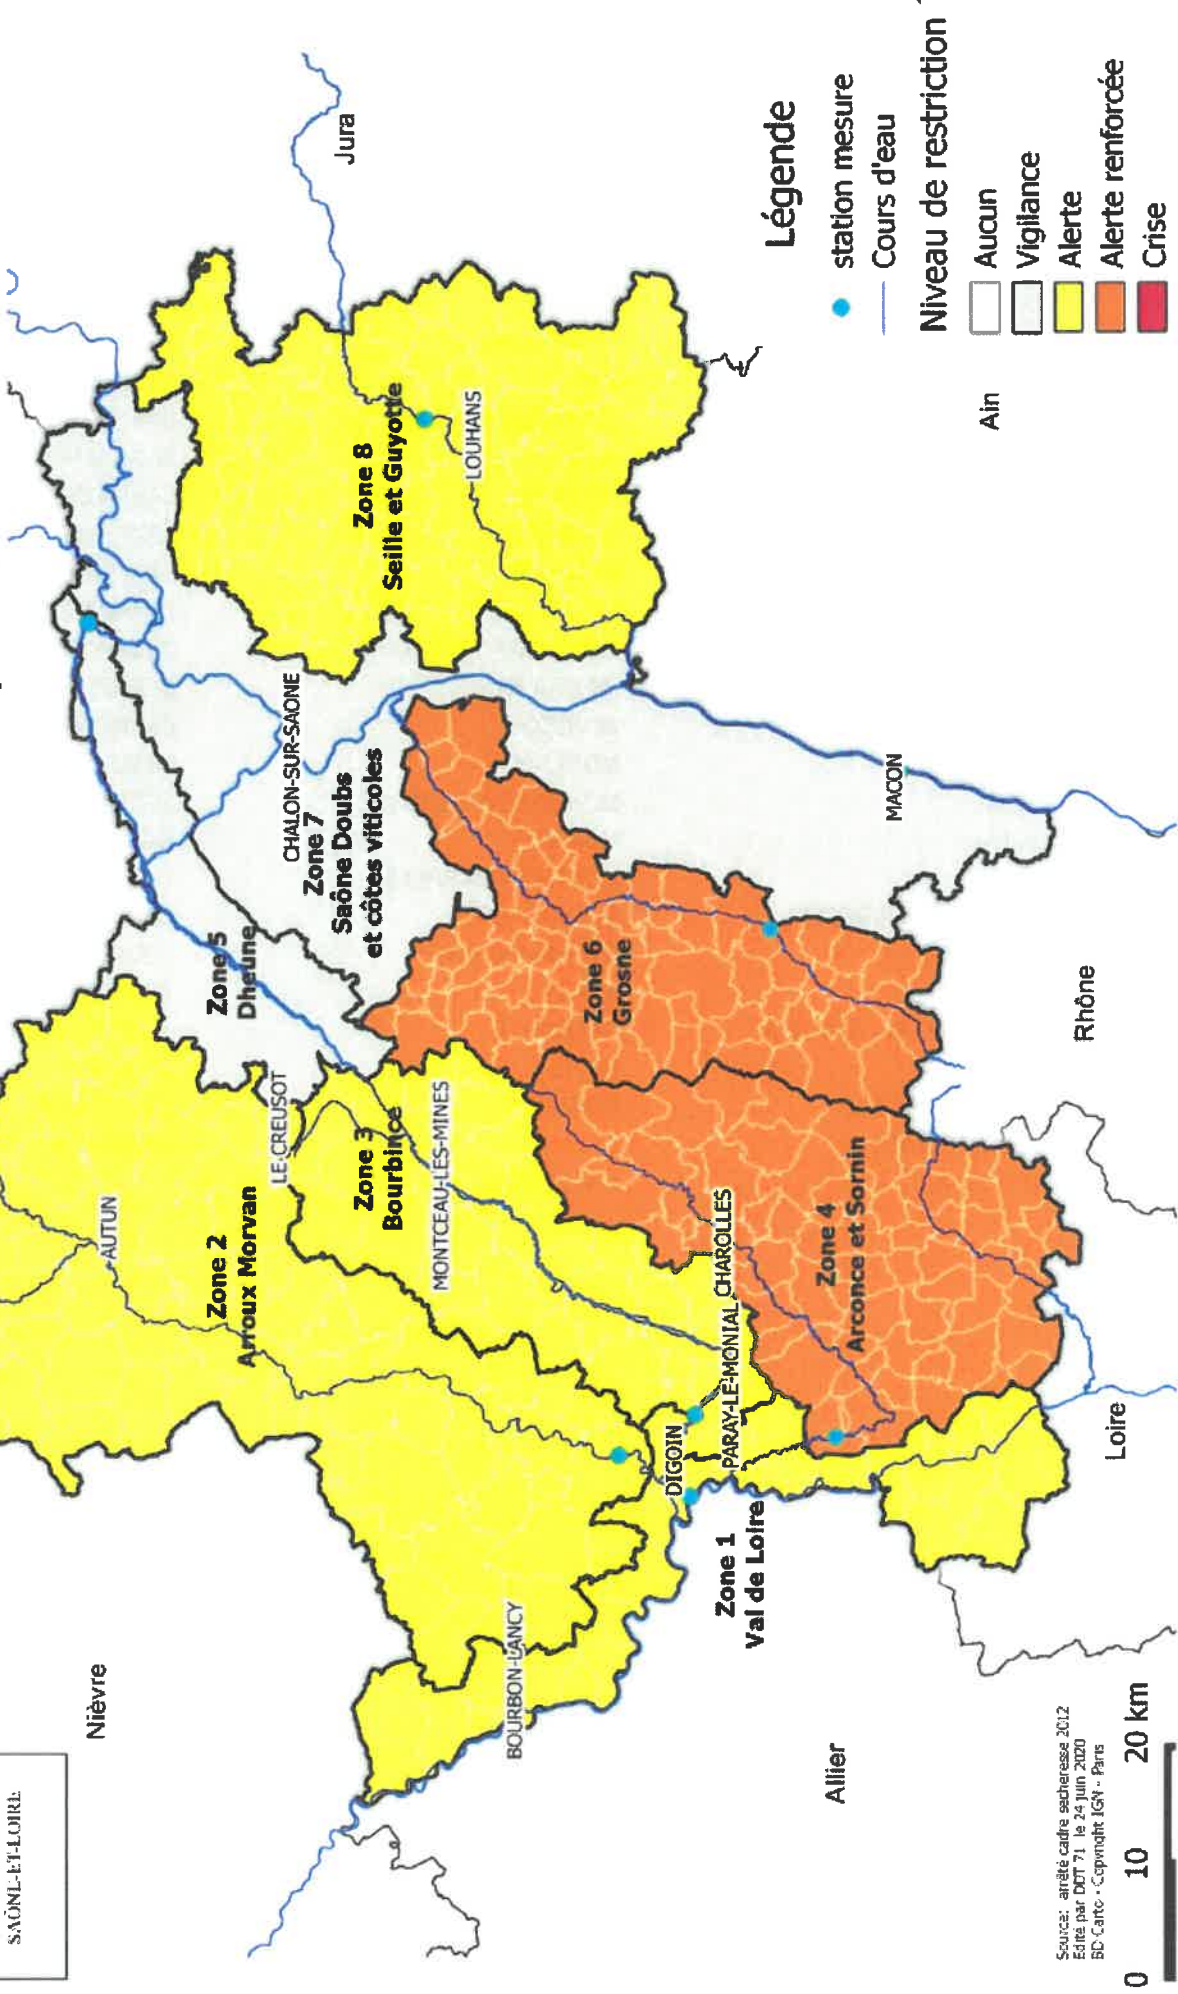 SAÔNE-ET-LOIRE
Nièvre
Jura
Ain
Rhône
Loire
Allier
AUTUN
Zone 2
Arroux Morvan
LE CREUSOT
Zone 5
Dheune
CHALON-SUR-SAONE
Zone 7
Saône Doubs
et côtes viticoles
Zone 8
Seille et Guyotte
LOUHANS
Zone 3
Bourbince
MONTCEAU-LES-MINES
Zone 6
Grosne
MACON
BOURBON-LANCY
DIGOIN
PARAY-LE-MONIAL
CHAROLLES
Zone 4
Arconce et Sornin
Zone 1
Val de Loire
Légende
station mesure
Cours d'eau
Niveau de restriction
Aucun
Vigilance
Alerte
Alerte renforcée
Crise
Source: arrêté cadre secheresse 2012
Edité par DDT 71 le 24 juin 2020
BD Carto - Copyright IGN - Paris
0 10 20 km